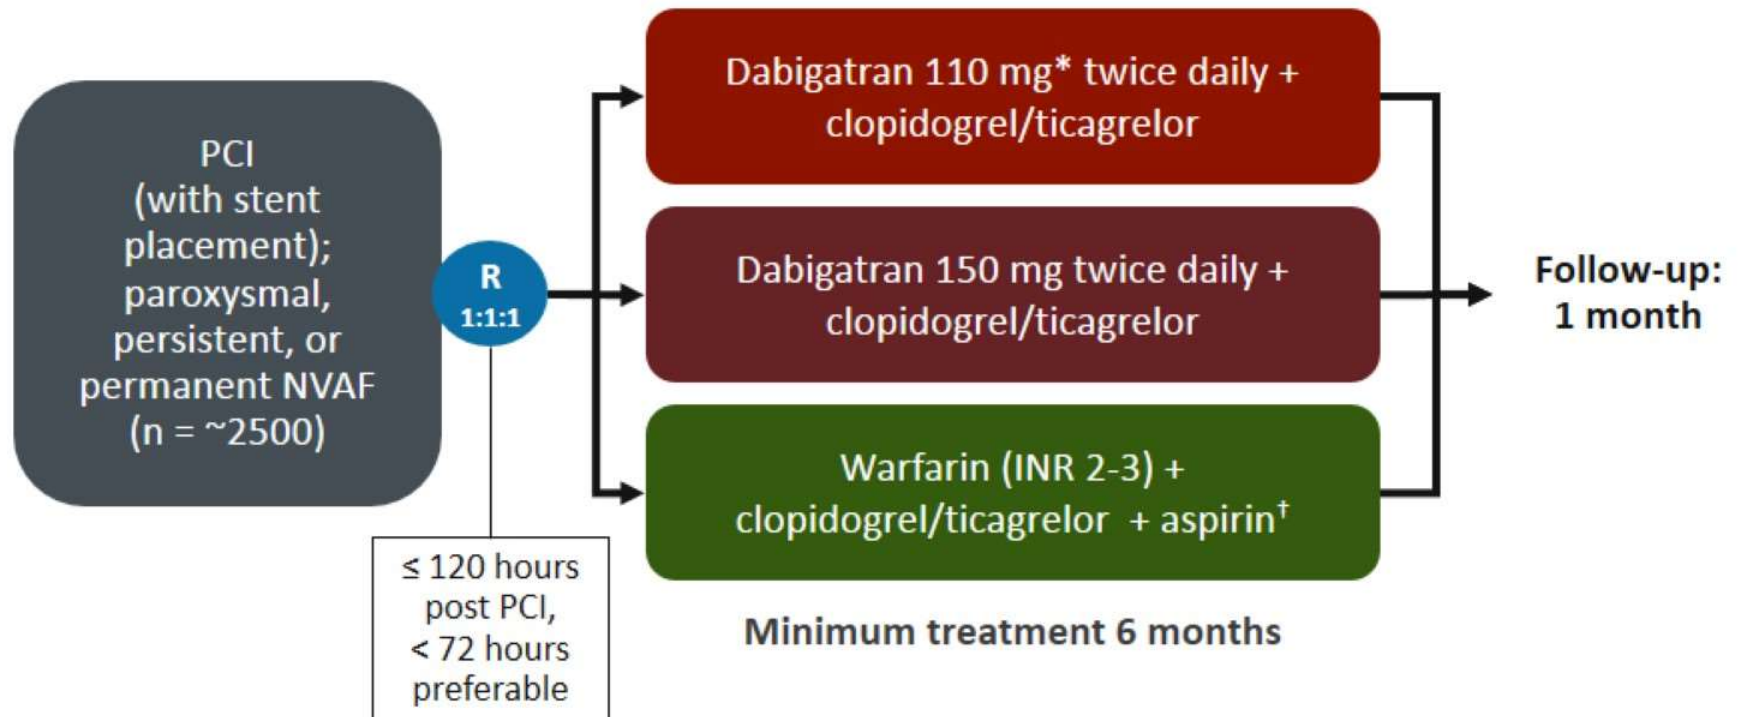 PCI
(with stent
placement);
paroxysmal,
persistent, or
permanent NVAF
(n = ~2500)
R
1:1:1
≤ 120 hours
post PCI,
< 72 hours
preferable
Dabigatran 110 mg* twice daily +
clopidogrel/ticagrelor
Dabigatran 150 mg twice daily +
clopidogrel/ticagrelor
Warfarin (INR 2-3) +
clopidogrel/ticagrelor + aspirin†
Minimum treatment 6 months
Follow-up:
1 month